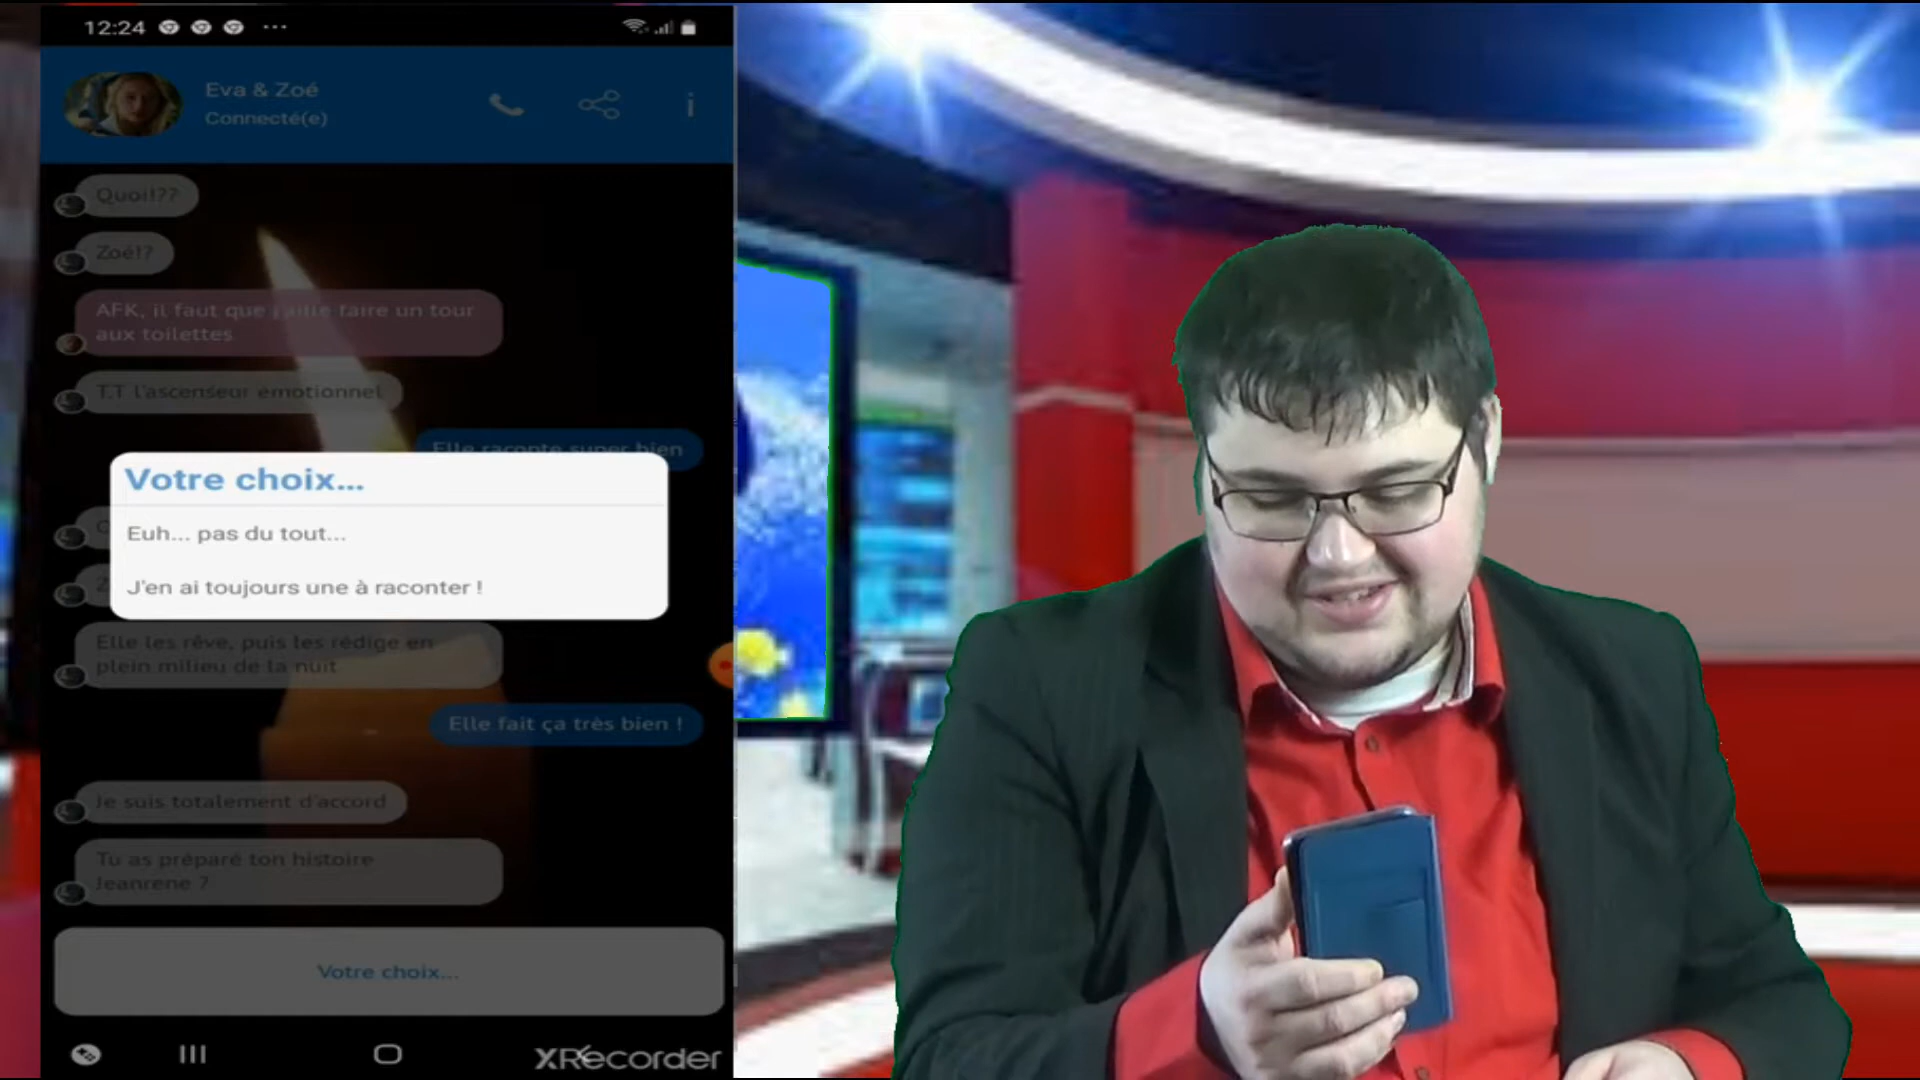 12:24
Eva & Zoé
Connecté(e)
Quoi!??
Zoé!?
AFK, il faut que j'aille faire un tour
aux toilettes
T.T l'ascenseur émotionnel
Elle raconte super bien
Votre choix...
Euh... pas du tout...
J'en ai toujours une à raconter !
Elle les rêve, puis les rédige en
plein milieu de la nuit
Elle fait ça très bien !
Je suis totalement d'accord
Tu as préparé ton histoire
Jeanrene ?
Votre choix...
XRecorder